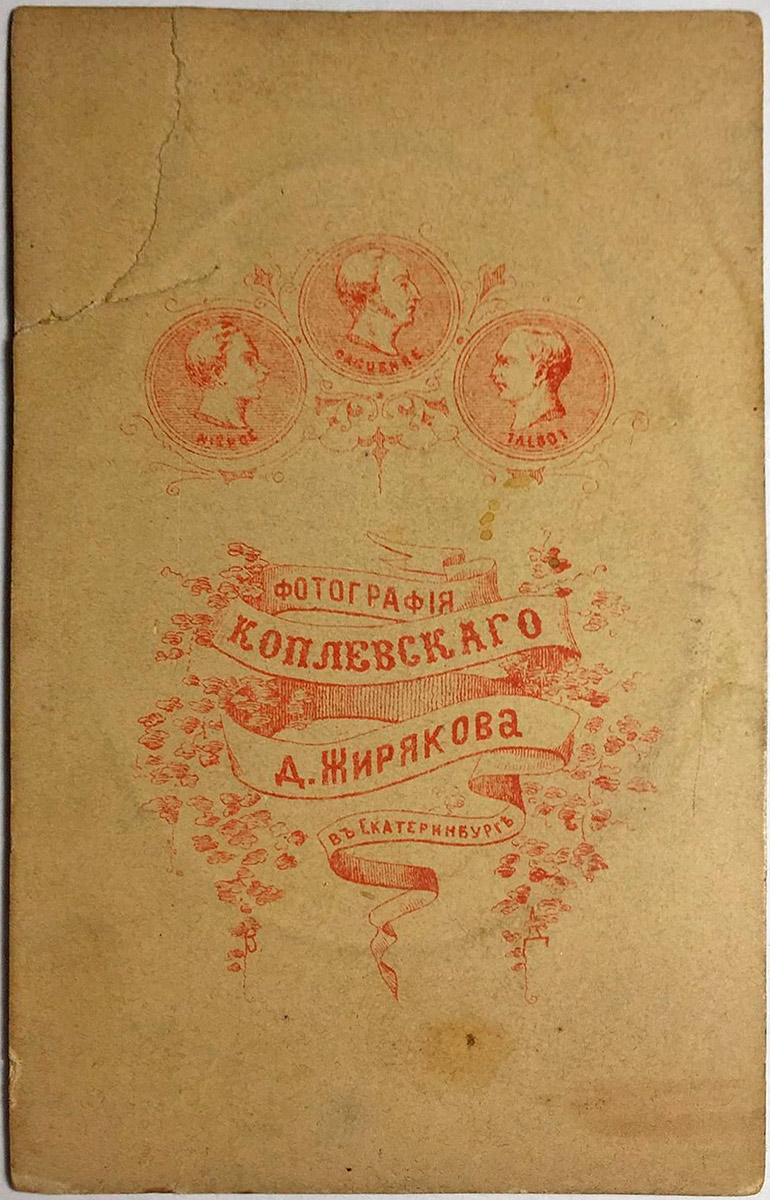 DAGUERRE
NIEPCE
TALBOT
ФОТОГРАФІЯ
КОПЛЕВСКАГО
Д. ЖИРЯКОВА
ВЪ ЕКАТЕРИНБУРГѢ